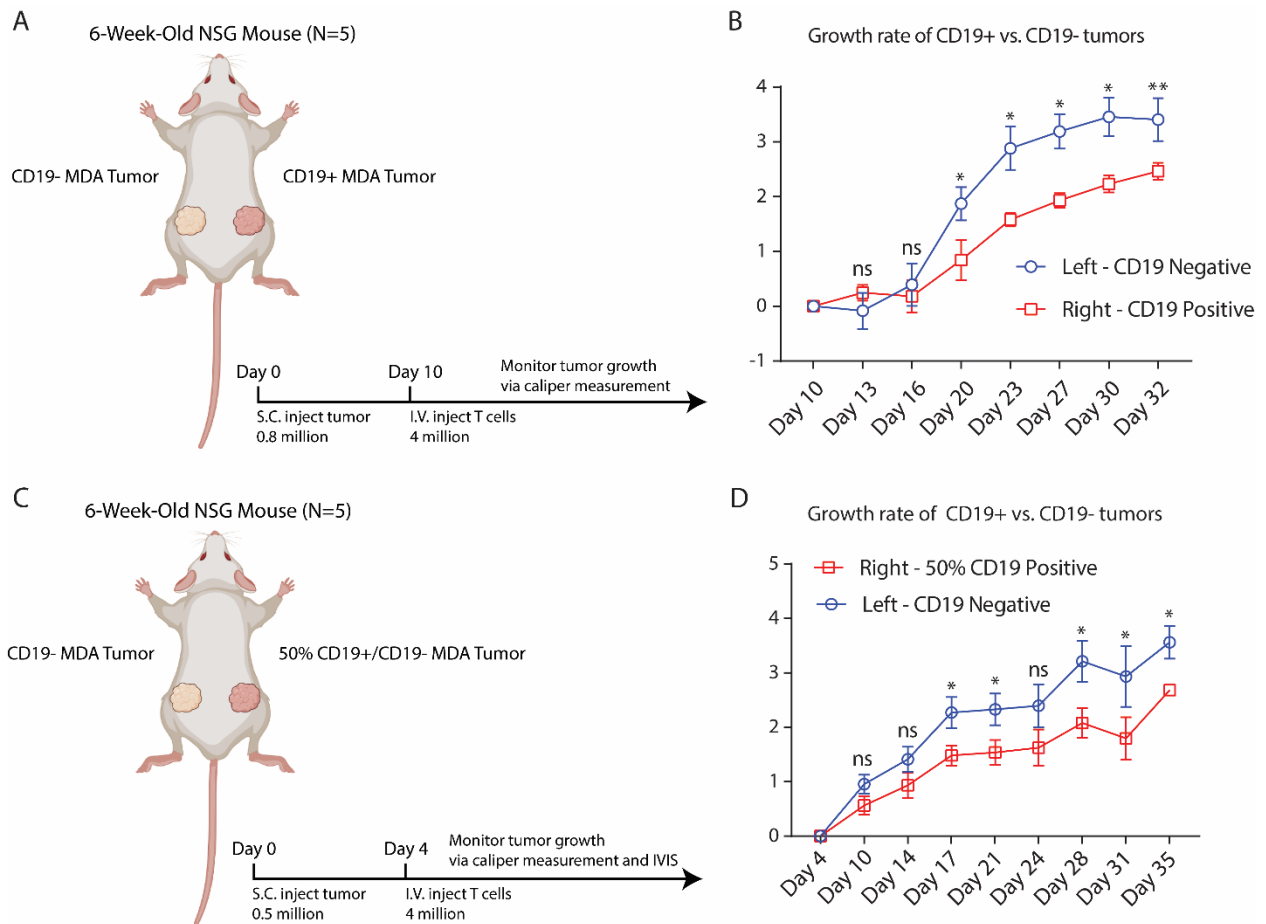 A
6-Week-Old NSG Mouse (N=5)
CD19- MDA Tumor
CD19+ MDA Tumor
Day 0
Day 10
Monitor tumor growth
via caliper measurement
S.C. inject tumor
0.8 million
I.V. inject T cells
4 million
B
Growth rate of CD19+ vs. CD19- tumors
4
3
2
1
0
-1
ns
ns
*
*
*
*
**
Left - CD19 Negative
Right - CD19 Positive
Day 10
Day 13
Day 16
Day 20
Day 23
Day 27
Day 30
Day 32
C
6-Week-Old NSG Mouse (N=5)
CD19- MDA Tumor
50% CD19+/CD19- MDA Tumor
Day 0
Day 4
Monitor tumor growth
via caliper measurement and IVIS
S.C. inject tumor
0.5 million
I.V. inject T cells
4 million
D
Growth rate of CD19+ vs. CD19- tumors
5
4
3
2
1
0
Right - 50% CD19 Positive
Left - CD19 Negative
ns
ns
*
*
ns
*
*
*
Day 4
Day 10
Day 14
Day 17
Day 21
Day 24
Day 28
Day 31
Day 35